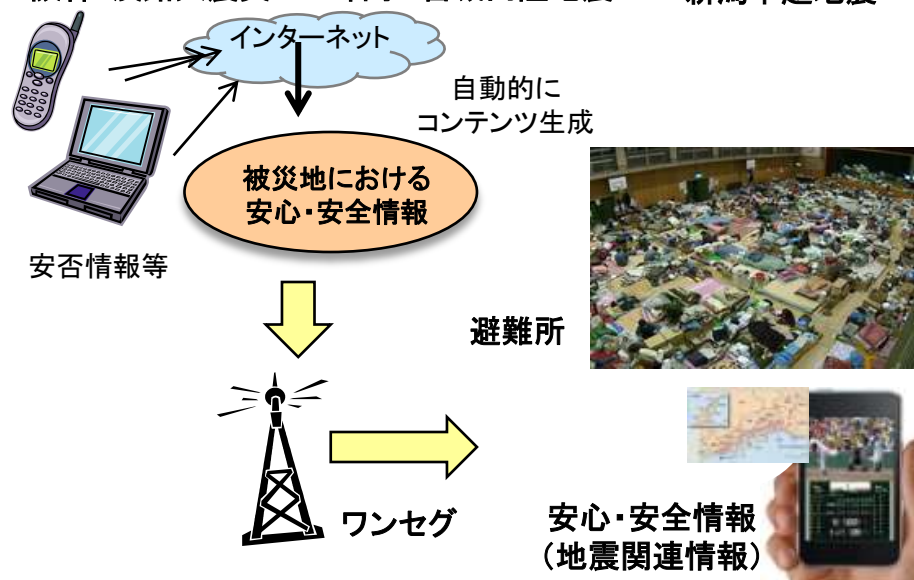 インターネット
自動的に
コンテンツ生成
被災地における
安心・安全情報
安否情報等
避難所
ワンセグ
安心・安全情報
（地震関連情報）